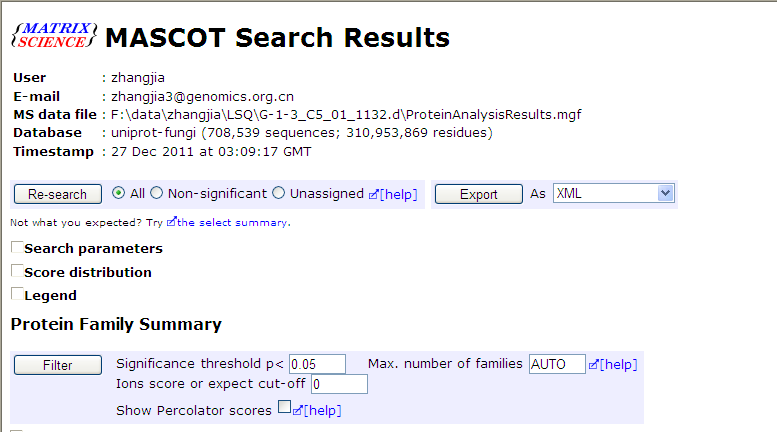 {MATRIX
SCIENCE} MASCOT Search Results
User : zhangjia
E-mail : zhangjia3@genomics.org.cn
MS data file : F:\data\zhangjia\LSQ\G-1-3_C5_01_1132.d\ProteinAnalysisResults.mgf
Database : uniprot-fungi (708,539 sequences; 310,953,869 residues)
Timestamp : 27 Dec 2011 at 03:09:17 GMT
Re-search All Non-significant Unassigned [help] Export As XML
Not what you expected? Try the select summary.
Search parameters
Score distribution
Legend
Protein Family Summary
Filter Significance threshold p< 0.05 Max. number of families AUTO [help]
Ions score or expect cut-off 0
Show Percolator scores [help]